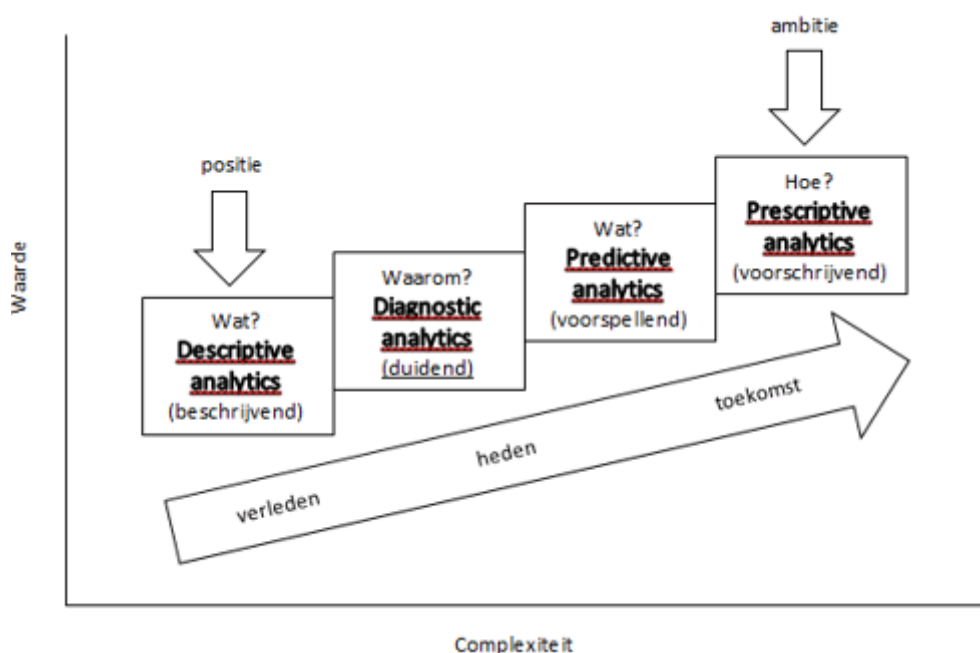 ambitie
positie
Hoe?
Prescriptive
analytics
(voorschrijvend)
Wat?
Predictive
analytics
(voorspellend)
Waarom?
Diagnostic
analytics
(duidend)
Wat?
Descriptive
analytics
(beschrijvend)
Waarde
toekomst
heden
verleden
Complexiteit